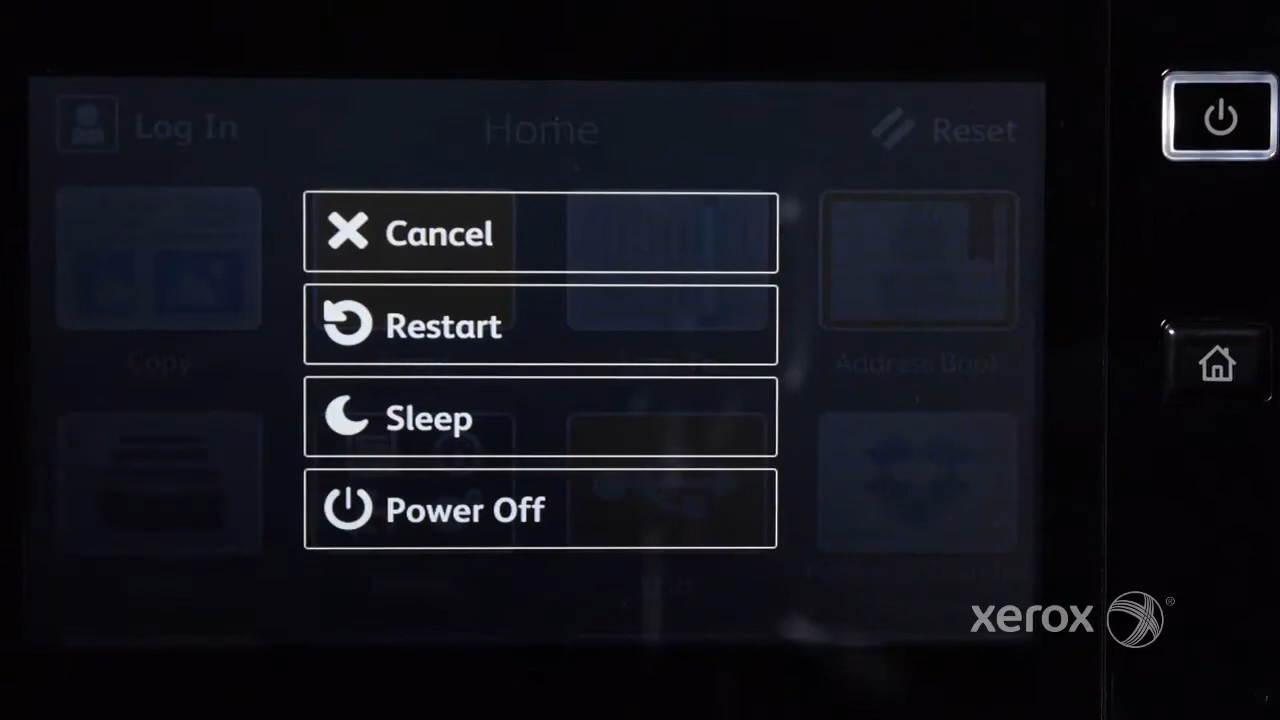 Log In
Home
Reset
Cancel
Restart
Sleep
Power Off
Copy
Address Book
xerox ®